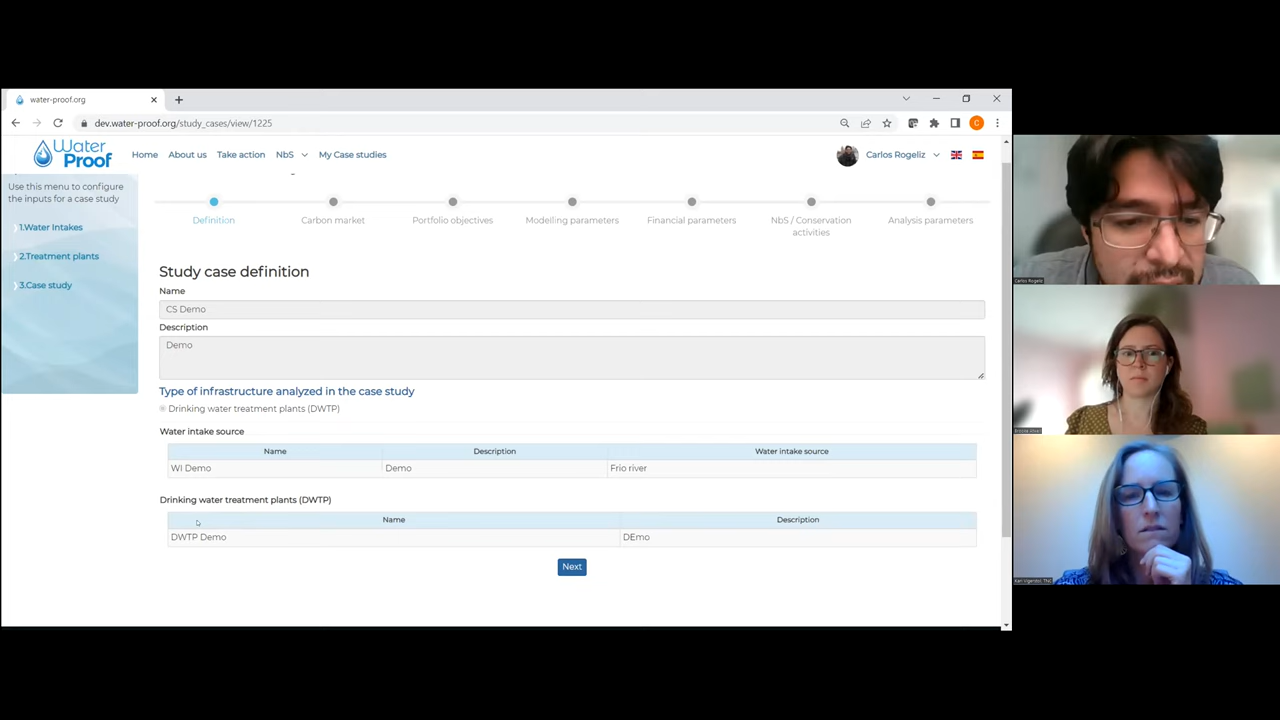 water-proof.org
dev.water-proof.org/study_cases/view/1225
C
Water Proof
Home About us Take action NbS My Case studies
Carlos Rogeliz
Use this menu to configure
the inputs for a case study
1.Water Intakes
2.Treatment plants
3.Case study
Definition Carbon market Portfolio objectives Modelling parameters Financial parameters NbS / Conservation activities Analysis parameters
Study case definition
Name
CS Demo
Description
Demo
Type of infrastructure analyzed in the case study
Drinking water treatment plants (DWTP)
Water intake source
Name Description Water intake source
WI Demo Demo Frio river
Drinking water treatment plants (DWTP)
Name Description
DWTP Demo DEmo
Next
Carlos Rogelio